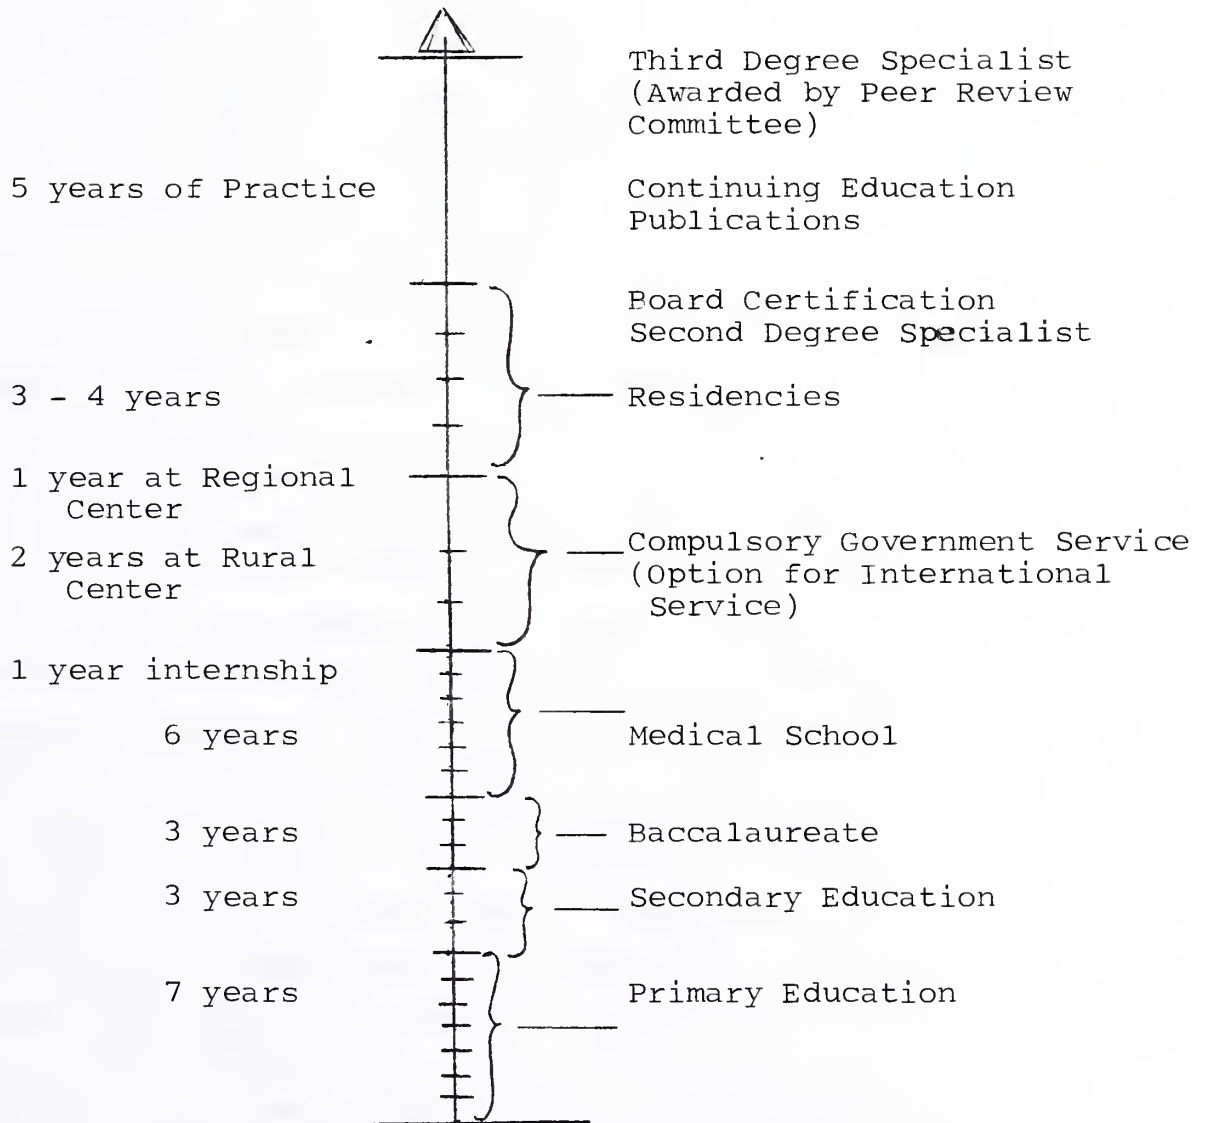 Third Degree Specialist
(Awarded by Peer Review
Committee)
5 years of Practice
Continuing Education
Publications
Board Certification
Second Degree Specialist
3 - 4 years
Residencies
1 year at Regional
Center
2 years at Rural
Center
Compulsory Government Service
(Option for International
Service)
1 year internship
6 years
Medical School
3 years
Baccalaureate
3 years
Secondary Education
7 years
Primary Education